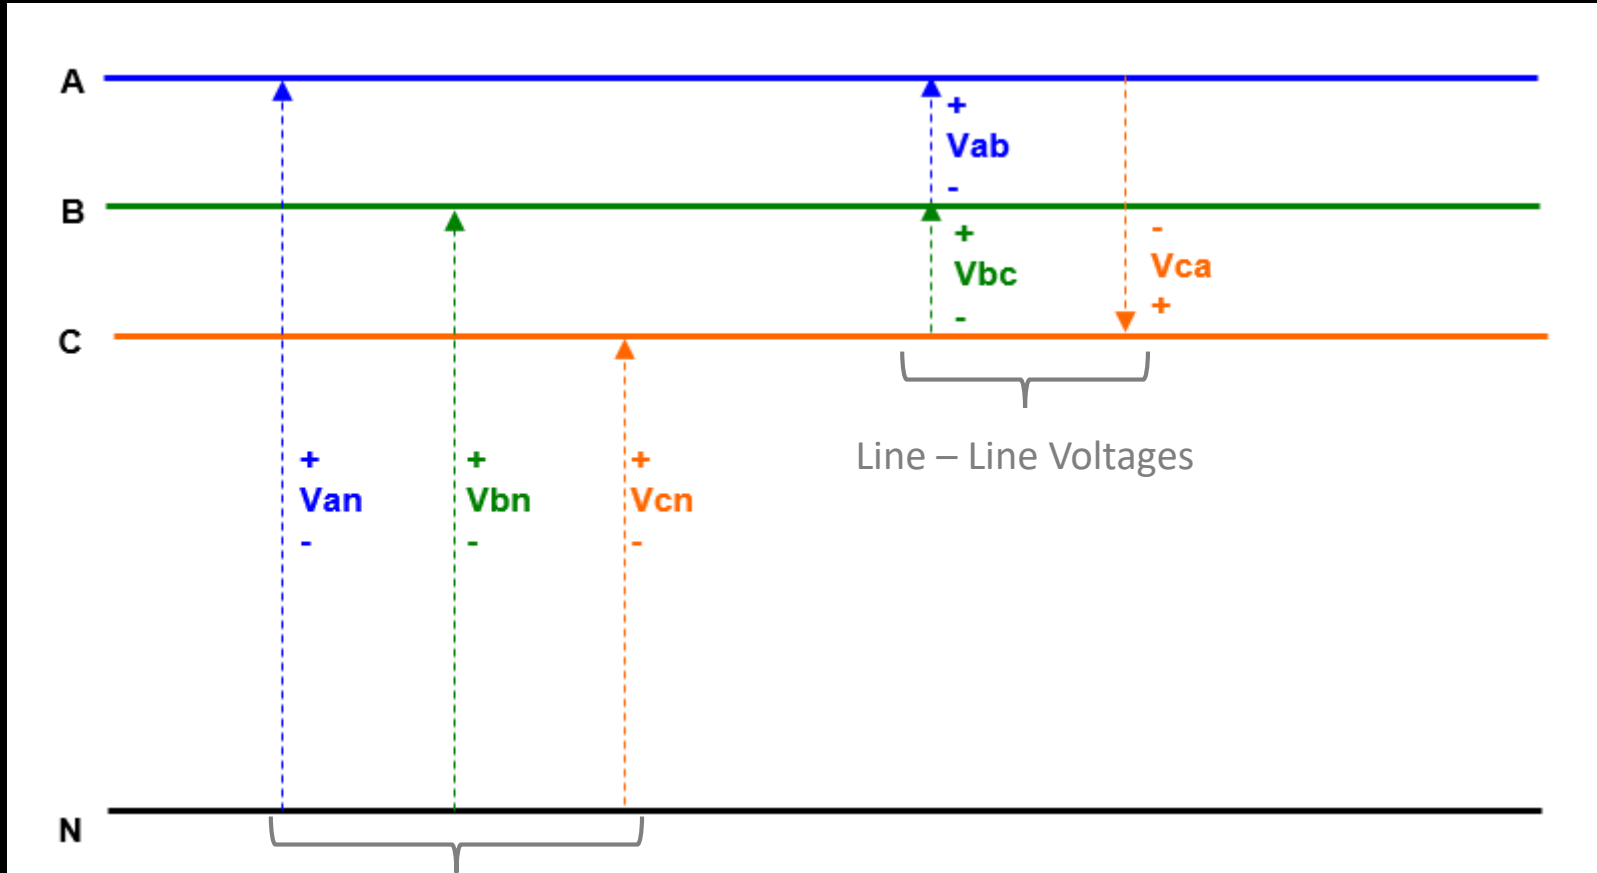 A
+
Vab
-
B
+
Vbc
-
-
Vca
+
C
Line – Line Voltages
+
Van
-
+
Vbn
-
+
Vcn
-
N